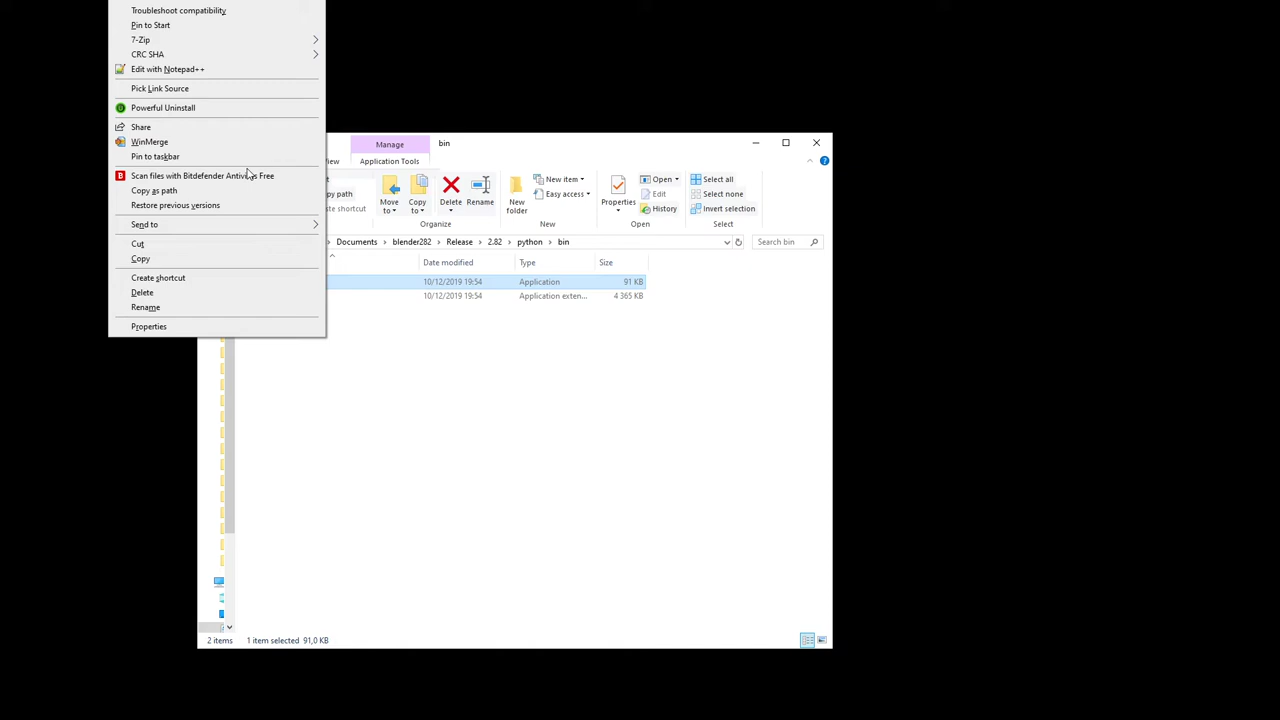 Troubleshoot compatibility
Pin to Start
7-Zip
CRC SHA
Edit with Notepad++
Pick Link Source
Powerful Uninstall
Share
WinMerge
Pin to taskbar
Scan files with Bitdefender Antivirus Free
Copy as path
Restore previous versions
Send to
Cut
Copy
Create shortcut
Delete
Rename
Properties
Manage
bin
Application Tools
Move to
Copy to
Delete
Rename
Organize
New folder
New item
Easy access
New
Properties
Open
Edit
History
Open
Select all
Select none
Invert selection
Select
Documents > blender282 > Release > 2.82 > python > bin
Search bin
Date modified Type Size
10/12/2019 19:54 Application 91 KB
10/12/2019 19:54 Application exten... 4 365 KB
2 items 1 item selected 91,0 KB